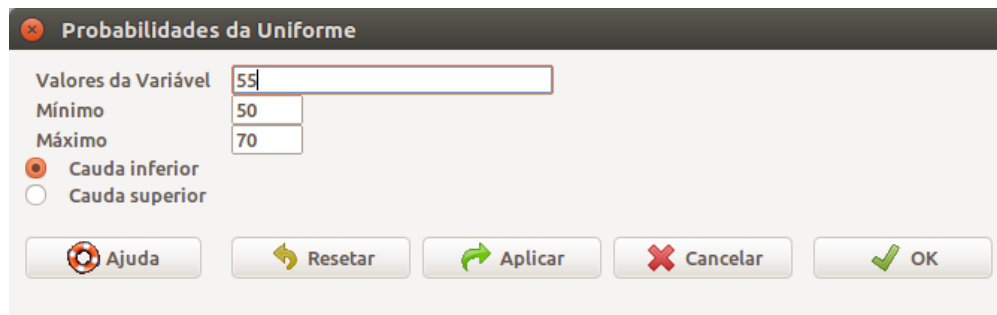 Probabilidades da Uniforme
Valores da Variável 55
Mínimo 50
Máximo 70
Cauda inferior
Cauda superior
Ajuda Resetar Aplicar Cancelar OK